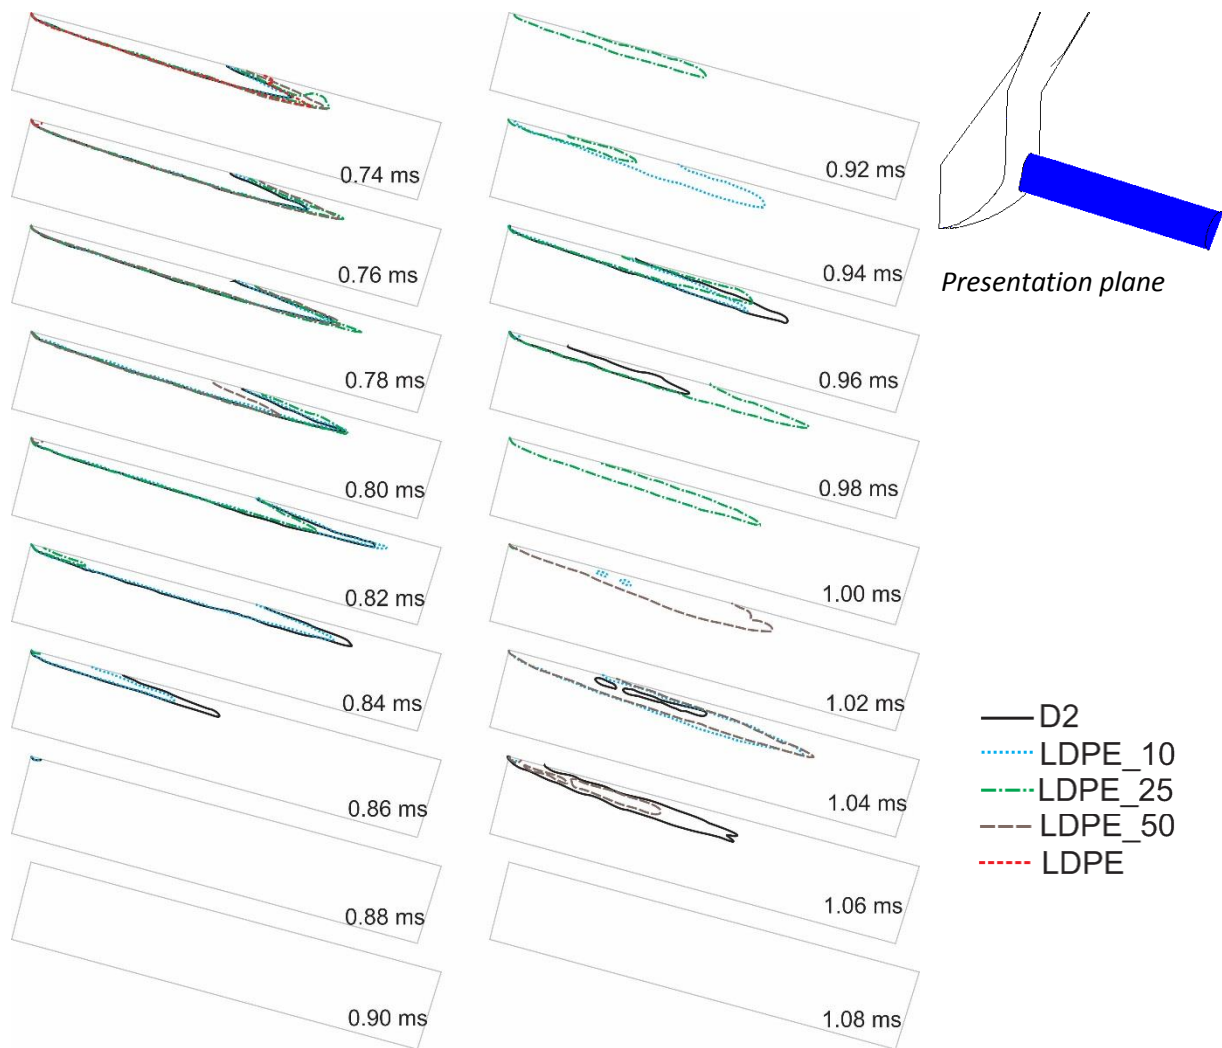 0.74 ms
0.76 ms
0.78 ms
0.80 ms
0.82 ms
0.84 ms
0.86 ms
0.88 ms
0.90 ms
0.92 ms
0.94 ms
0.96 ms
0.98 ms
1.00 ms
1.02 ms
1.04 ms
1.06 ms
1.08 ms
Presentation plane
D2
LDPE_10
LDPE_25
LDPE_50
LDPE